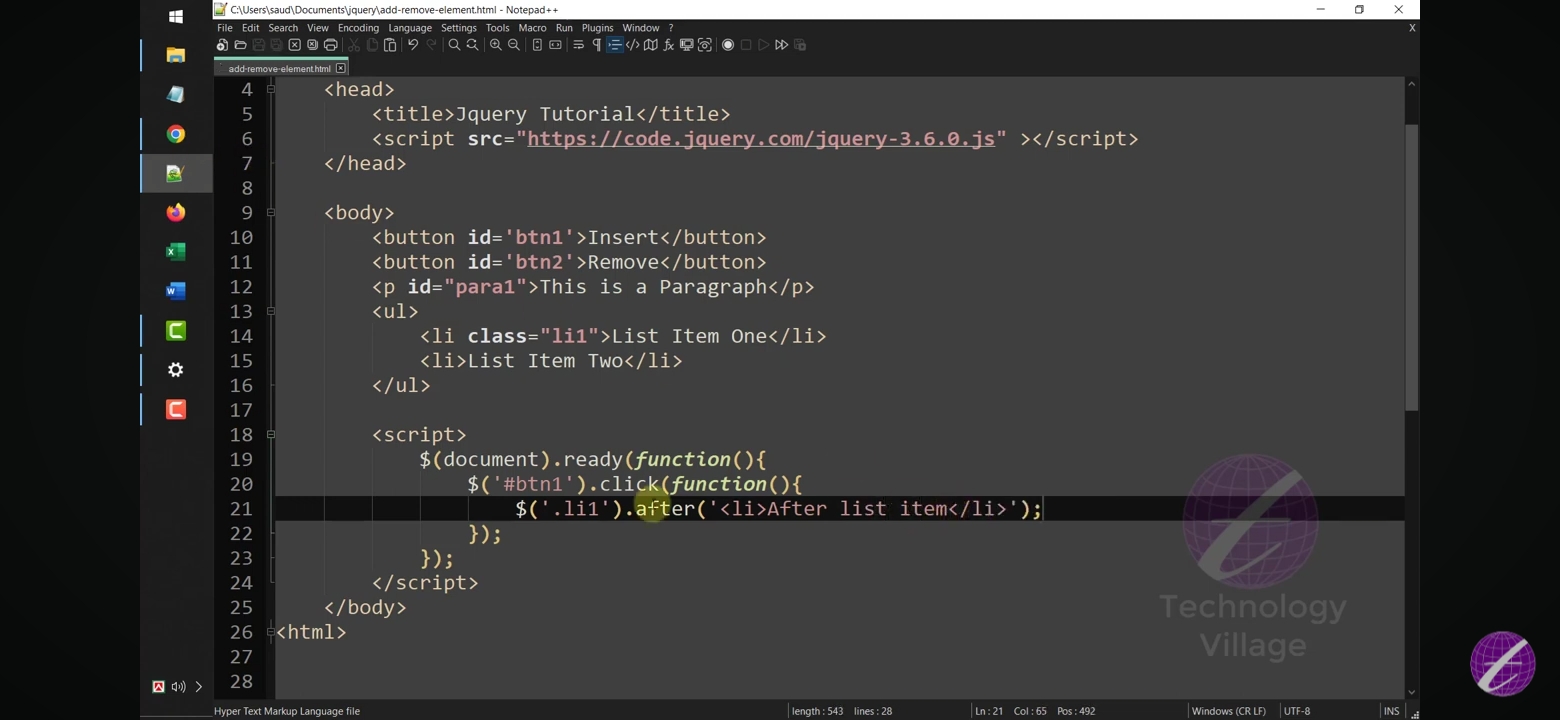 C:\Users\saud\Documents\jquery\add-remove-element.html - Notepad++
File Edit Search View Encoding Language Settings Tools Macro Run Plugins Window ? X
add-remove-element.html
4 <head>
5 <title>Jquery Tutorial</title>
6 <script src="https://code.jquery.com/jquery-3.6.0.js" ></script>
7 </head>
8
9 <body>
10 <button id='btn1'>Insert</button>
11 <button id='btn2'>Remove</button>
12 <p id="para1">This is a Paragraph</p>
13 <ul>
14 <li class="li1">List Item One</li>
15 <li>List Item Two</li>
16 </ul>
17
18 <script>
19 $(document).ready(function(){
20 $('#btn1').click(function(){
21 $('.li1').after('<li>After list item</li>');
22 });
23 });
24 </script>
25 </body>
26 <html>
27
28
Technology
Village
Hyper Text Markup Language file length : 543 lines : 28 Ln : 21 Col : 65 Pos : 492 Windows (CR LF) UTF-8 INS